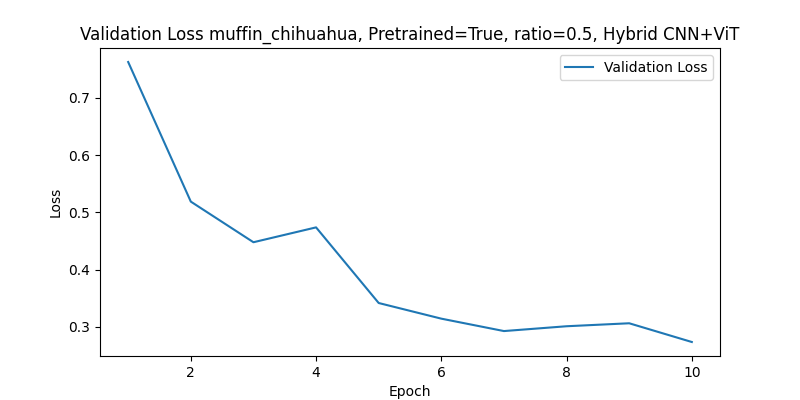 Validation Loss muffin_chihuahua, Pretrained=True, ratio=0.5, Hybrid CNN+ViT
Validation Loss
0.7
0.6
0.5
0.4
0.3
Loss
2
4
6
8
10
Epoch